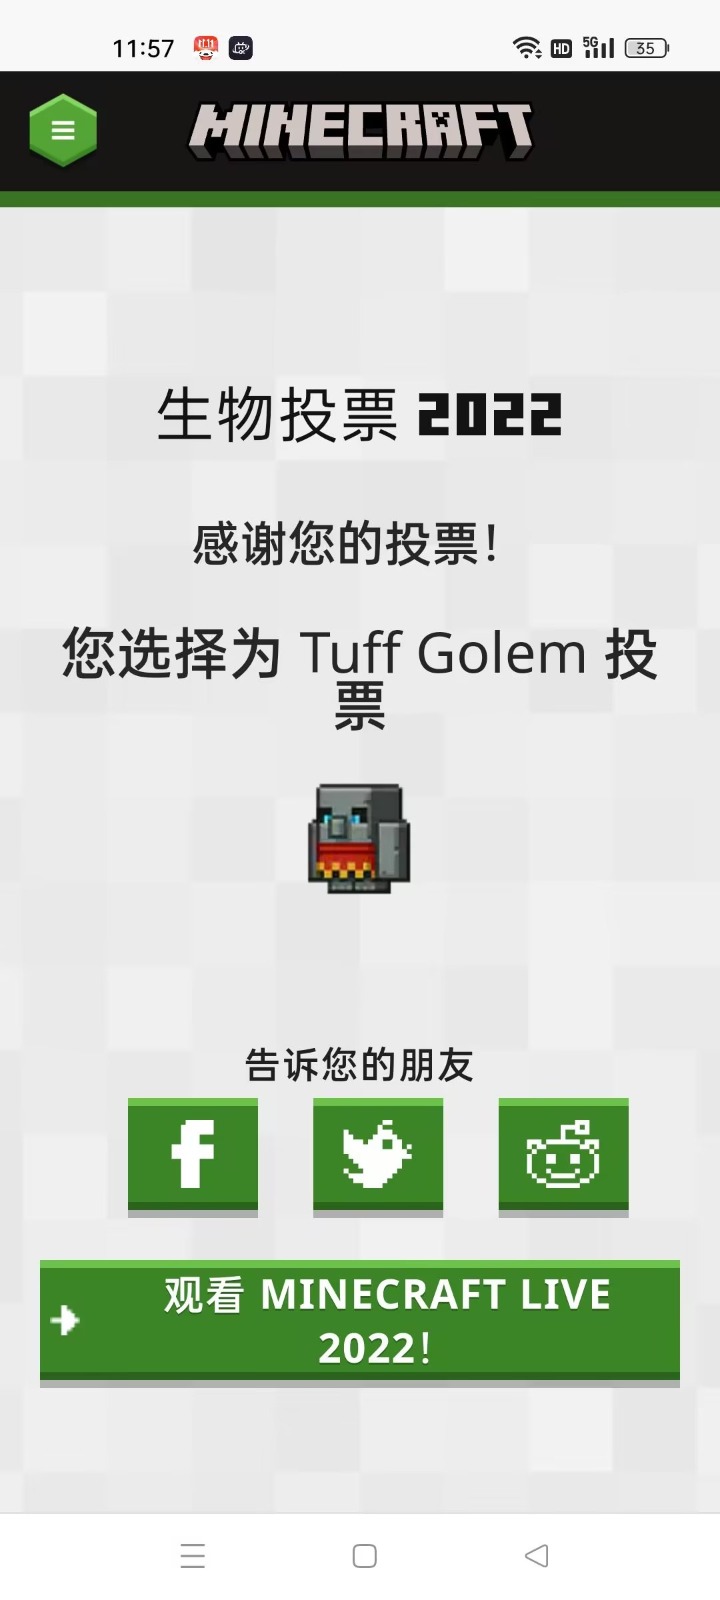 11:57
HD
5G
35
MINECRAFT
生物投票 2022
感谢您的投票！
您选择为 Tuff Golem 投
票
告诉您的朋友
观看 MINECRAFT LIVE
2022！